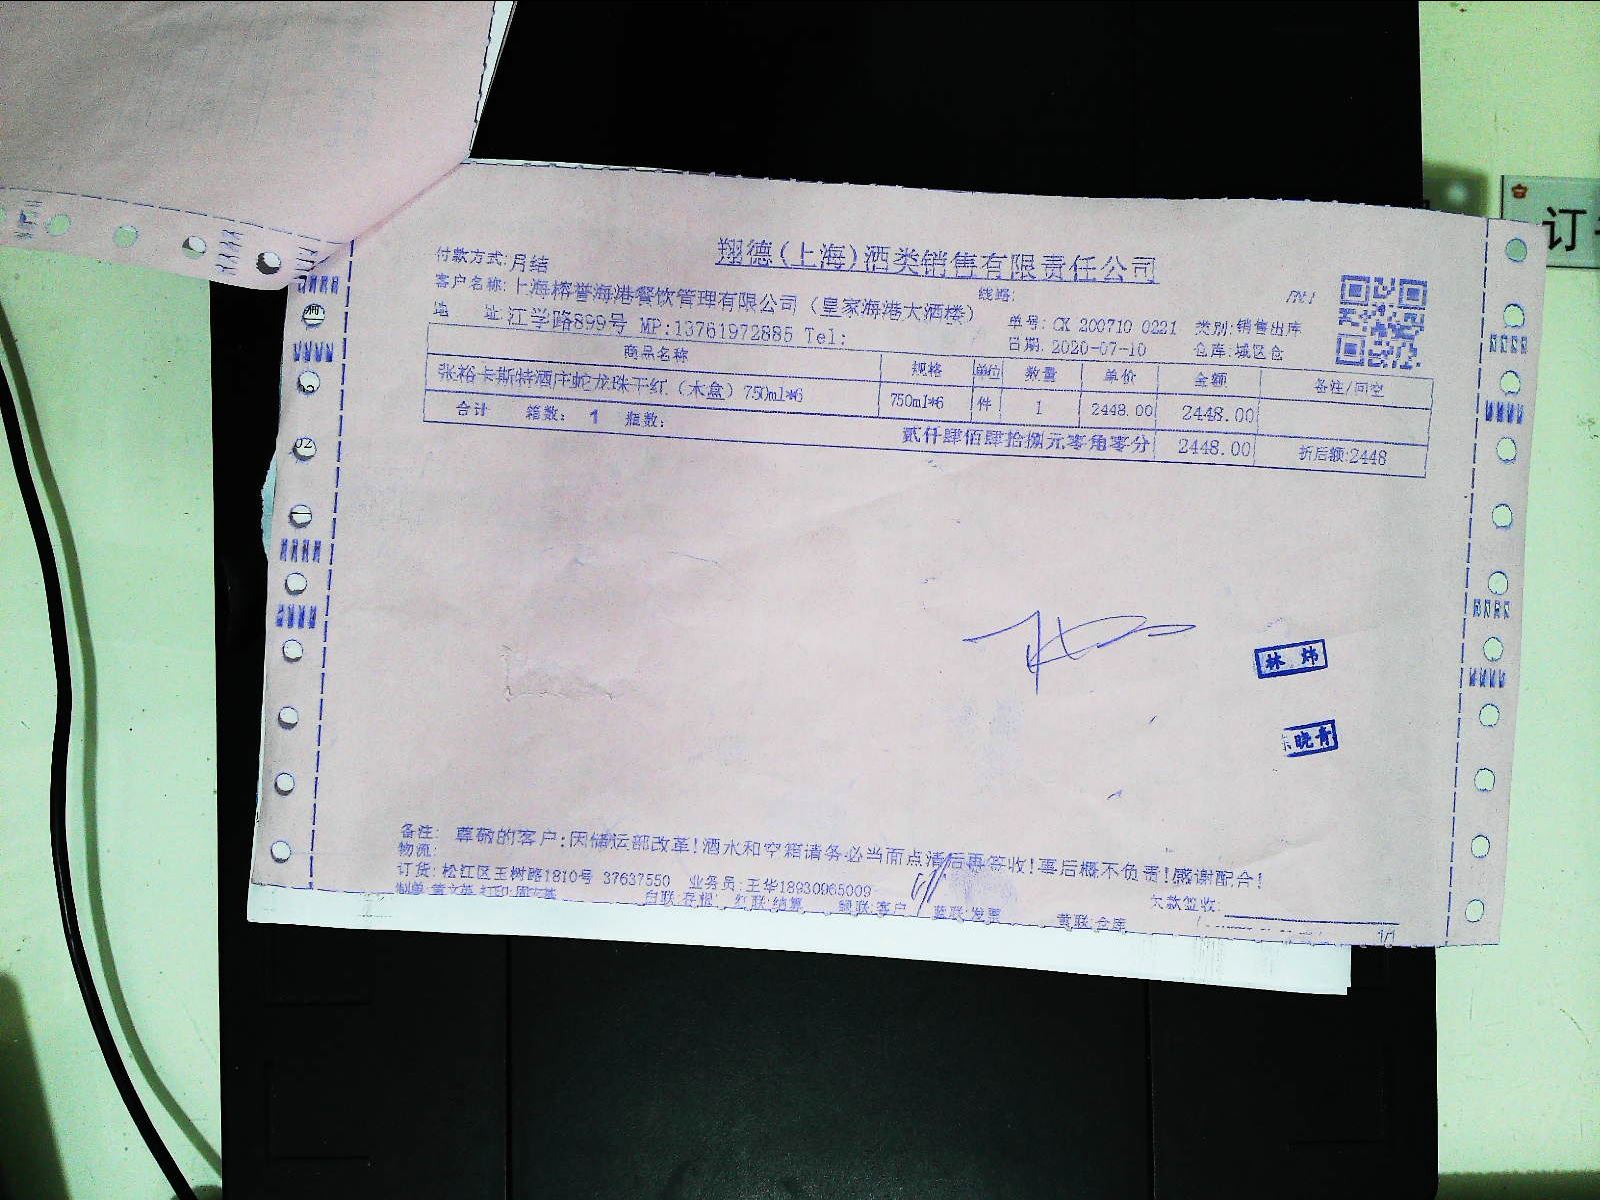 翔德(上海)酒类销售有限责任公司
付款方式:月结
客户名称:上海榕誉海港餐饮管理有限公司（皇家海港大酒楼）
线路:
地 址:江学路899号 MP:13761972885 Tel:
单号: CK 200710 0221 类别:销售出库
日期: 2020-07-10 仓库:城区仓
商品名称 规格 单位 数量 单价 金额 备注/回空
张裕卡斯特酒庄蛇龙珠干红（木盒）750ml*6 750ml*6 件 1 2448.00 2448.00
合计 箱数: 1 瓶数: 贰仟肆佰肆拾捌元零角零分 2448.00 折后额:2448
林 炜
晓青
备注: 尊敬的客户:因储运部改革!酒水和空箱请务必当面点清后再签收!事后概不负责!感谢配合!
物流:
订货:松江区玉树路1810号 37637550 业务员:王华18930965009
欠款签收:
白联:存根 红联:结算 绿联:客户 蓝联:发票 黄联:仓库
1/1
订